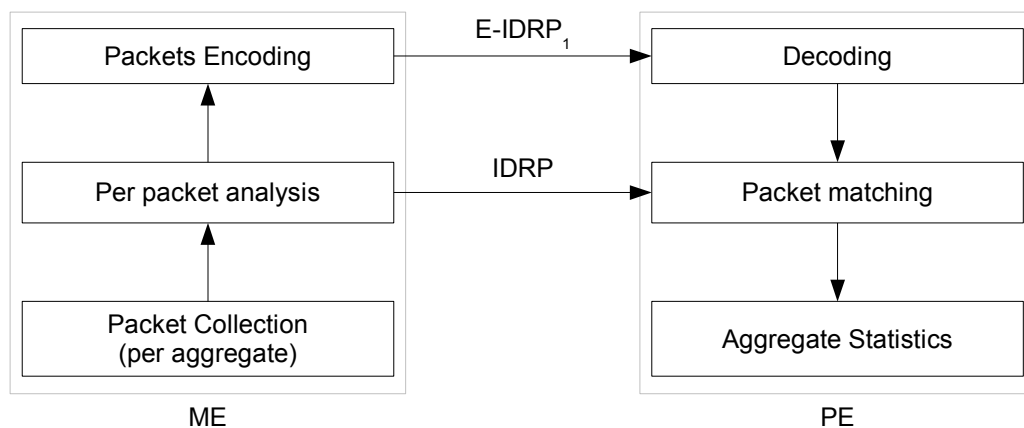 E-IDRP1
Packets Encoding
Decoding
IDRP
Per packet analysis
Packet matching
Packet Collection
(per aggregate)
Aggregate Statistics
ME
PE